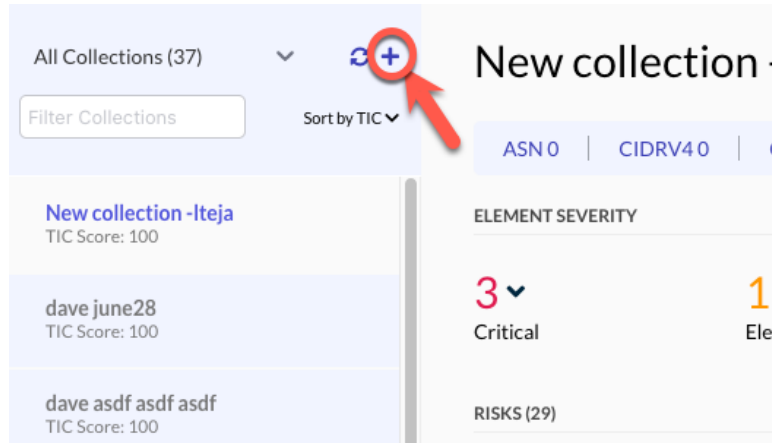 All Collections (37)
Filter Collections
Sort by TIC
New collection -lteja
TIC Score: 100
dave june28
TIC Score: 100
dave asdf asdf asdf
TIC Score: 100
New collection -
ASN 0
CIDRV4 0
ELEMENT SEVERITY
3
Critical
1
Ele
RISKS (29)